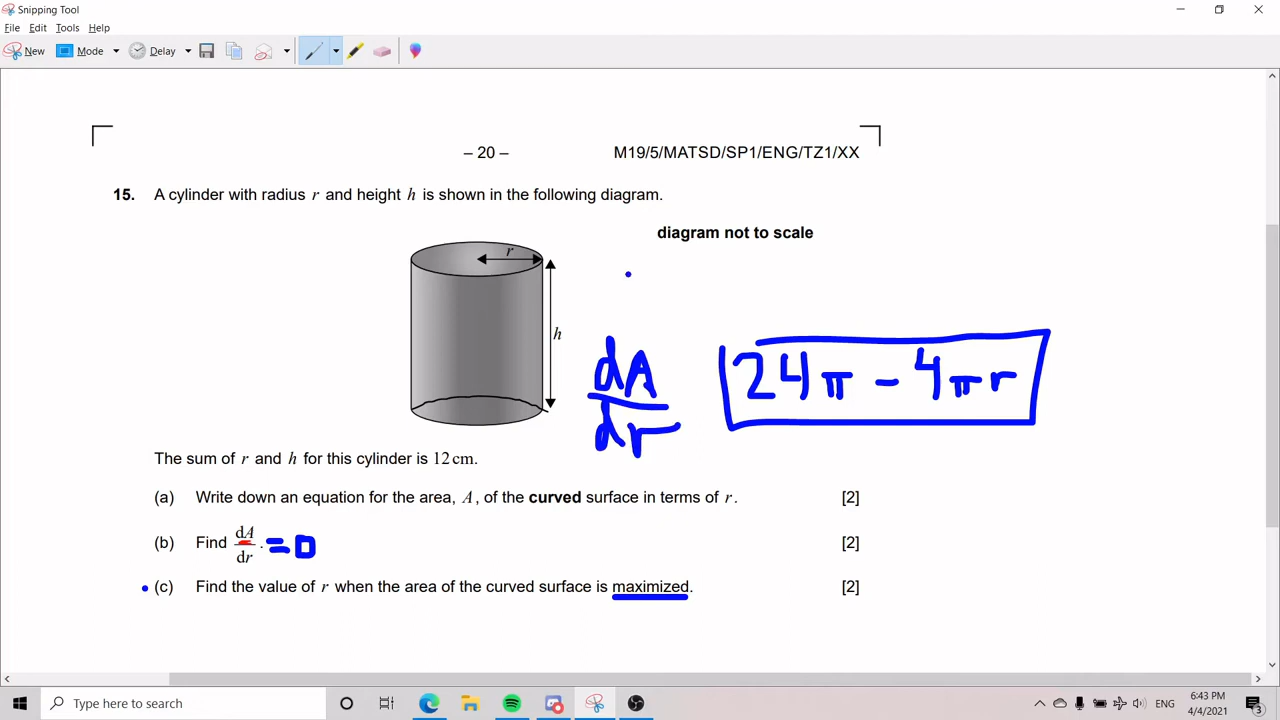 Snipping Tool
File Edit Tools Help
New Mode Delay
– 20 – M19/5/MATSD/SP1/ENG/TZ1/XX
15. A cylinder with radius r and height h is shown in the following diagram.
diagram not to scale
r
h
dA/dr 24π - 4πr
The sum of r and h for this cylinder is 12 cm.
(a) Write down an equation for the area, A, of the curved surface in terms of r. [2]
(b) Find dA/dr. = 0 [2]
(c) Find the value of r when the area of the curved surface is maximized. [2]
Type here to search
ENG
6:43 PM
4/4/2021
3